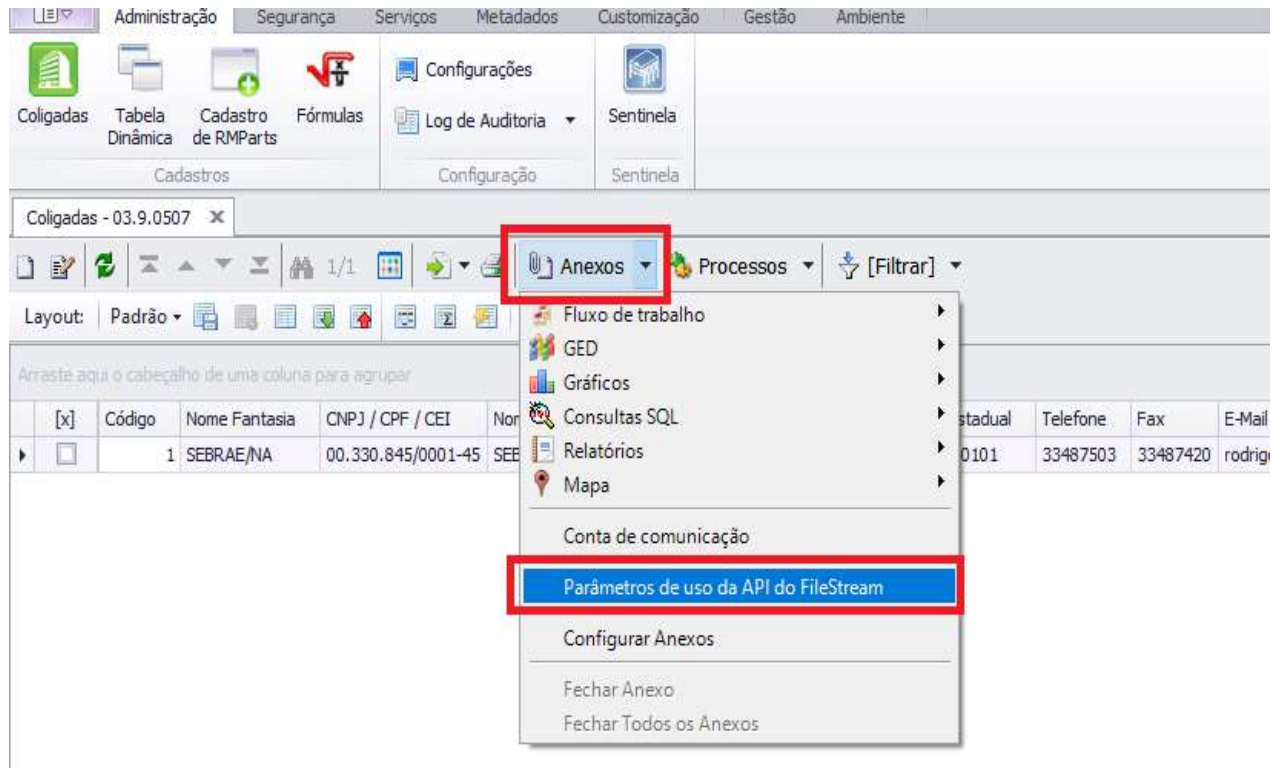 Administração Segurança Serviços Metadados Customização Gestão Ambiente
Coligadas
Tabela
Dinâmica
Cadastro
de RMParts
Fórmulas
Configurações
Log de Auditoria
Sentinela
Cadastros Configuração Sentinela
Coligadas - 03.9.0507
1/1 Anexos Processos [Filtrar]
Layout: Padrão
Arraste aqui o cabeçalho de uma coluna para agrupar
[x] Código Nome Fantasia CNPJ / CPF / CEI Nor stadual Telefone Fax E-Mail
1 SEBRAE/NA 00.330.845/0001-45 SEE 0101 33487503 33487420 rodrig
Fluxo de trabalho
GED
Gráficos
Consultas SQL
Relatórios
Mapa
Conta de comunicação
Parâmetros de uso da API do FileStream
Configurar Anexos
Fechar Anexo
Fechar Todos os Anexos